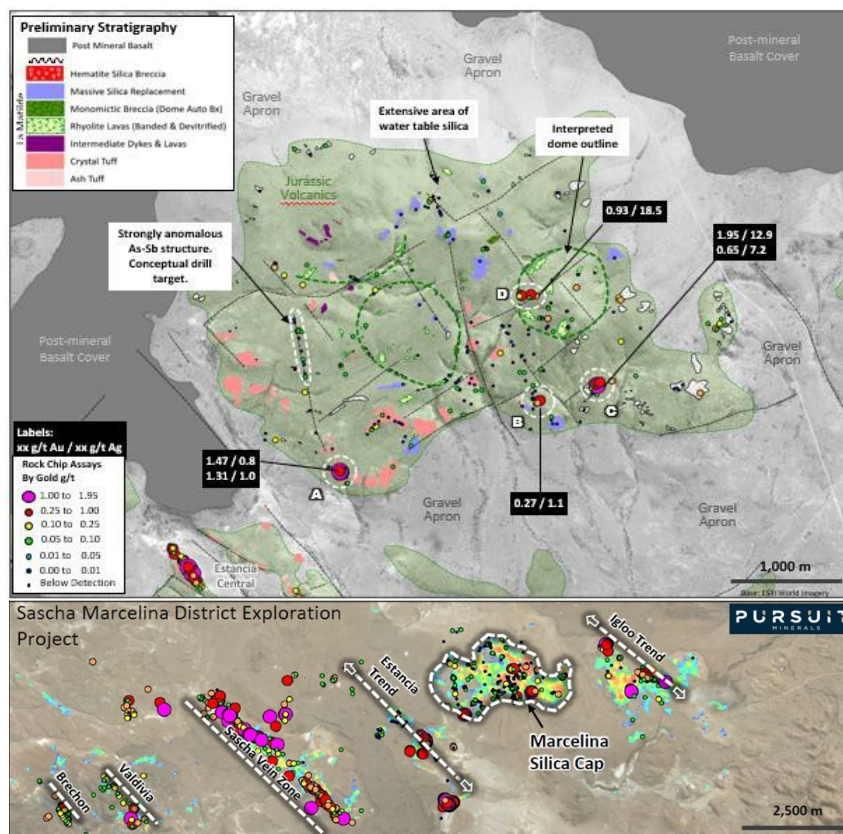 Preliminary Stratigraphy
Post Mineral Basalt
La Matilde
Hematite Silica Breccia
Massive Silica Replacement
Monomictic Breccia (Dome Auto Bx)
Rhyolite Lavas (Banded & Devitrified)
Intermediate Dykes & Lavas
Crystal Tuff
Ash Tuff
Gravel
Apron
Gravel
Apron
Post-mineral
Basalt Cover
Extensive area of
water table silica
Interpreted
dome outline
Jurassic
Volcanics
0.93 / 18.5
1.95 / 12.9
0.65 / 7.2
Strongly anomalous
As-Sb structure.
Conceptual drill
target.
D
Post-mineral
Basalt Cover
Gravel
Apron
B
C
Labels:
xx g/t Au / xx g/t Ag
Rock Chip Assays
By Gold g/t
1.00 to 1.95
0.25 to 1.00
0.10 to 0.25
0.05 to 0.10
0.01 to 0.05
0.00 to 0.01
Below Detection
1.47 / 0.8
1.31 / 1.0
A
0.27 / 1.1
Gravel
Apron
Gravel
Apron
Estancia
Central
1,000 m
Base: ESRI World Imagery
Sascha Marcelina District Exploration
Project
PURSUIT
MINERALS
Estancia
Trend
Igloo Trend
Marcelina
Silica Cap
Sascha Vein Zone
Valdivia
Brechon
2,500 m